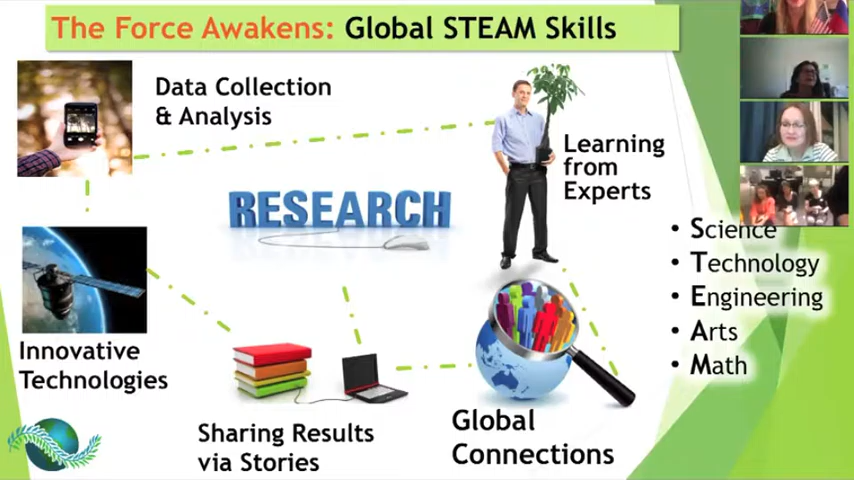 The Force Awakens: Global STEAM Skills
Data Collection
& Analysis
Learning
from
Experts
RESEARCH
Science
Technology
Engineering
Arts
Math
Innovative
Technologies
Sharing Results
via Stories
Global
Connections